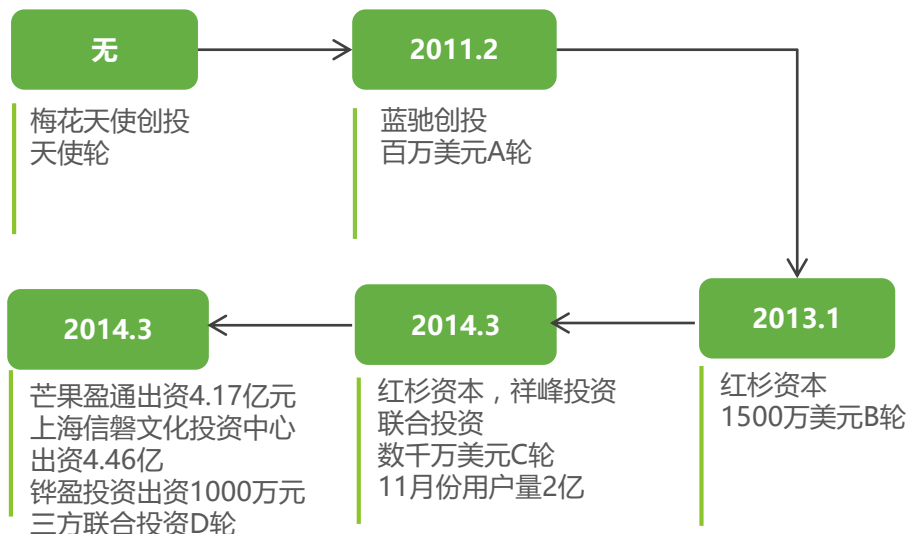 无
梅花天使创投
天使轮
2011.2
蓝驰创投
百万美元A轮
2013.1
红杉资本
1500万美元B轮
2014.3
红杉资本，祥峰投资
联合投资
数千万美元C轮
11月份用户量2亿
2014.3
芒果盈通出资4.17亿元
上海信磐文化投资中心
出资4.46亿
铧盈投资出资1000万元
三方联合投资D轮